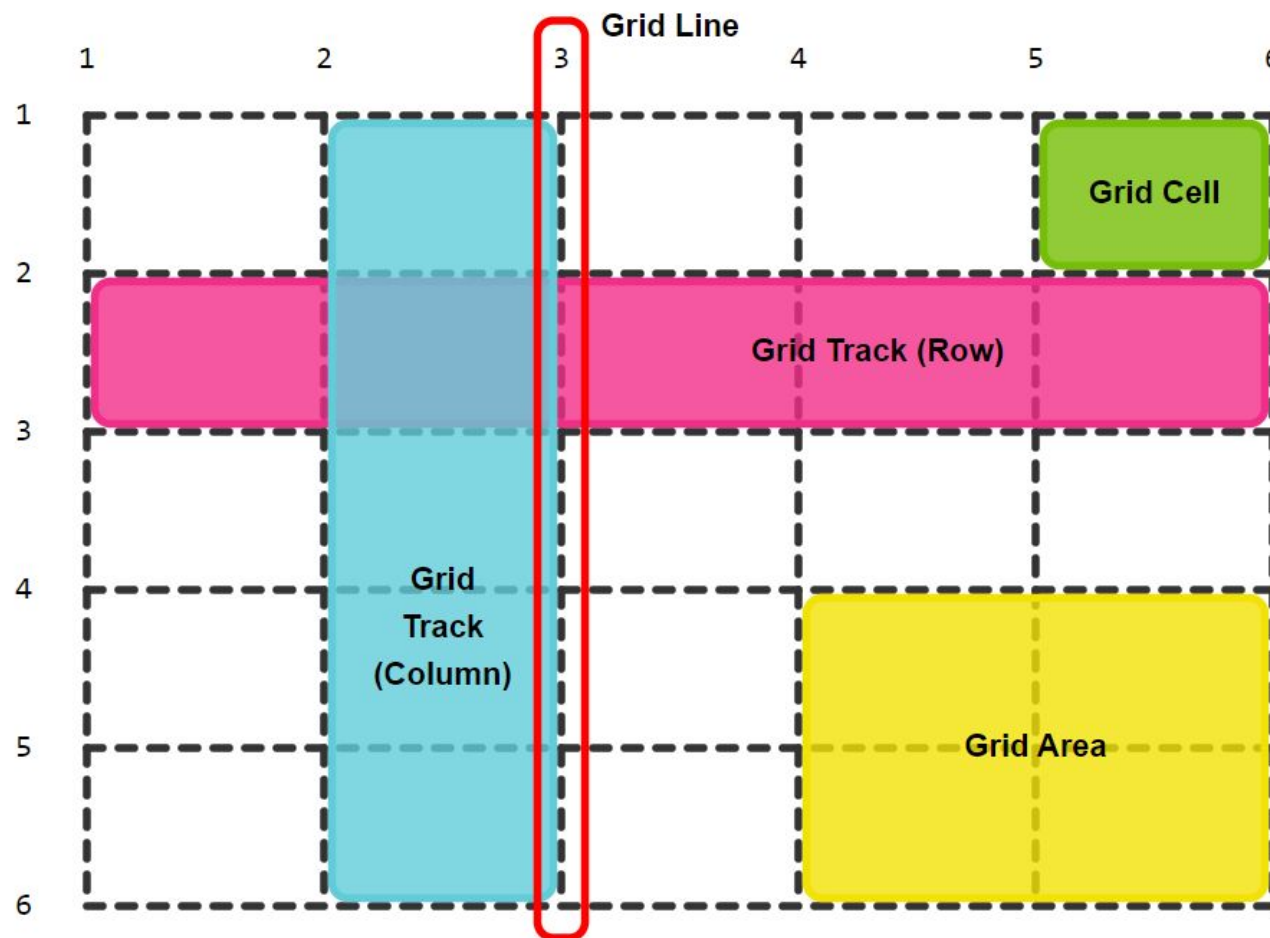 Grid Line
1 2 3 4 5 6
1
Grid Cell
2
Grid Track (Row)
3
Grid
4
Track
(Column)
5
Grid Area
6